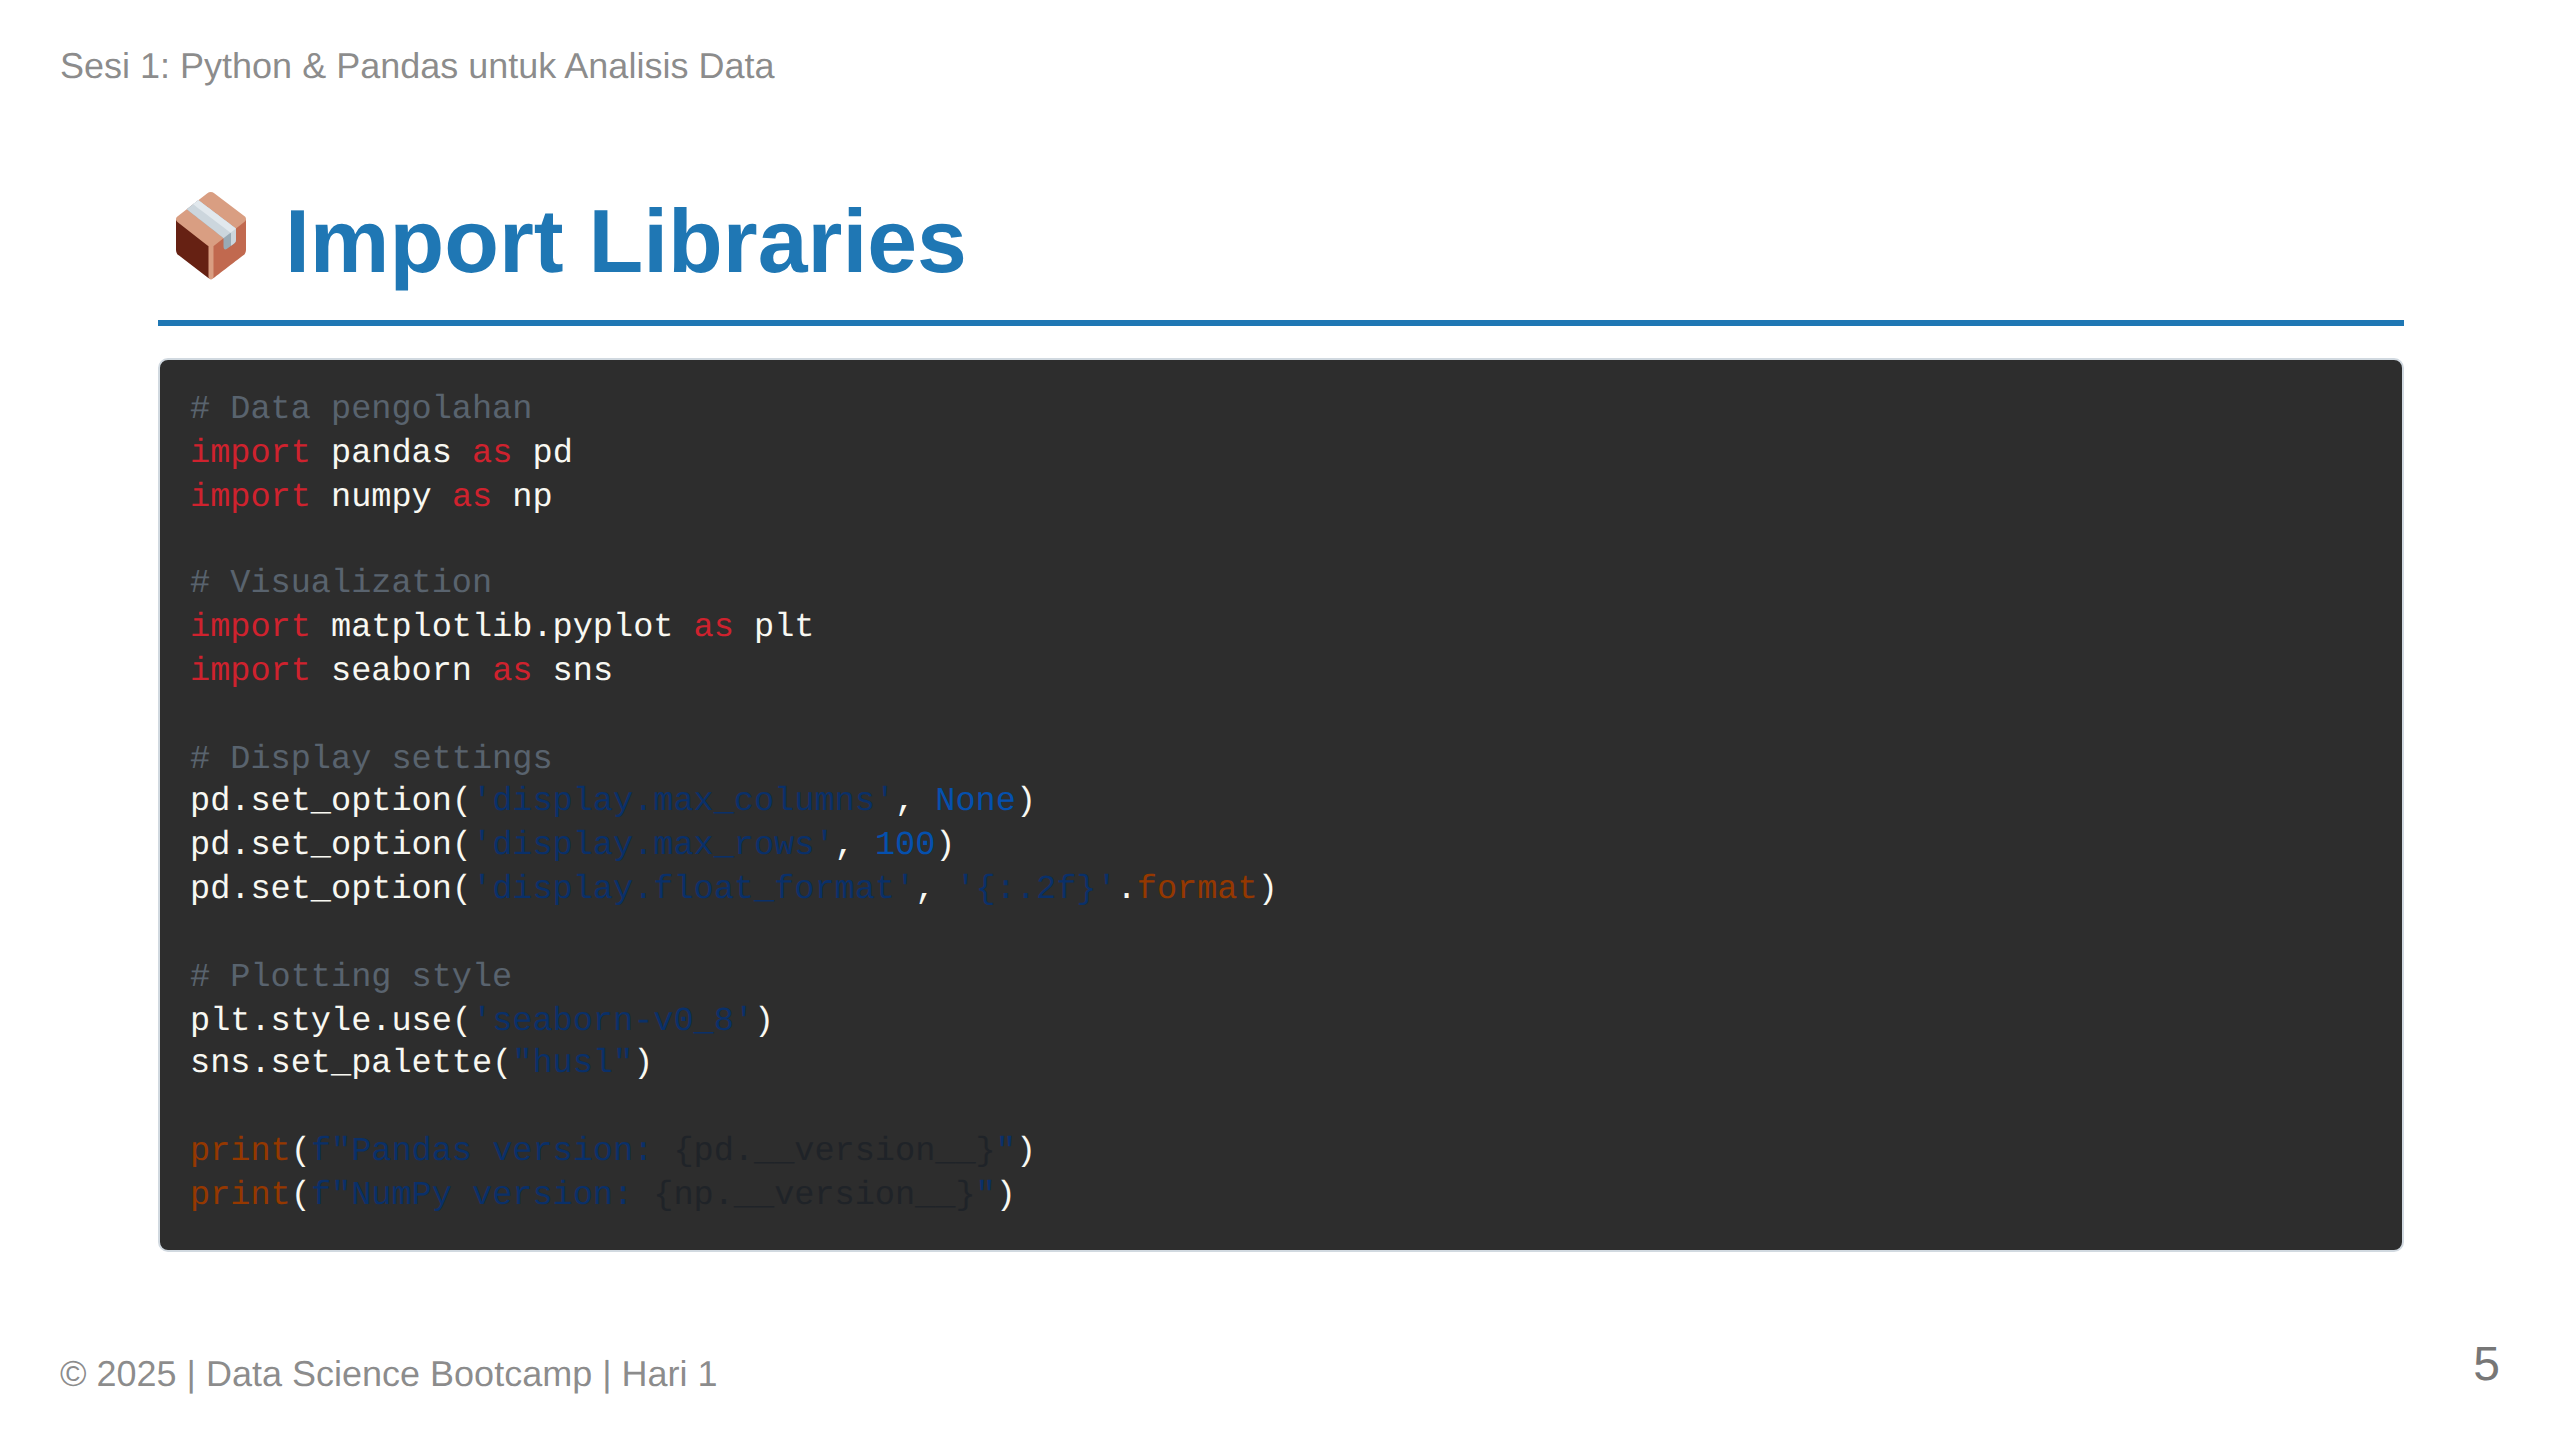 Sesi 1: Python & Pandas untuk Analisis Data
📦 Import Libraries
# Data pengolahan
import pandas as pd
import numpy as np
# Visualization
import matplotlib.pyplot as plt
import seaborn as sns
# Display settings
pd.set_option('display.max_columns', None)
pd.set_option('display.max_rows', 100)
pd.set_option('display.float_format', '{:.2f}'.format)
# Plotting style
plt.style.use('seaborn-v0_8')
sns.set_palette("husl")
print(f"Pandas version: {pd.__version__}")
print(f"NumPy version: {np.__version__}")
© 2025 | Data Science Bootcamp | Hari 1
5